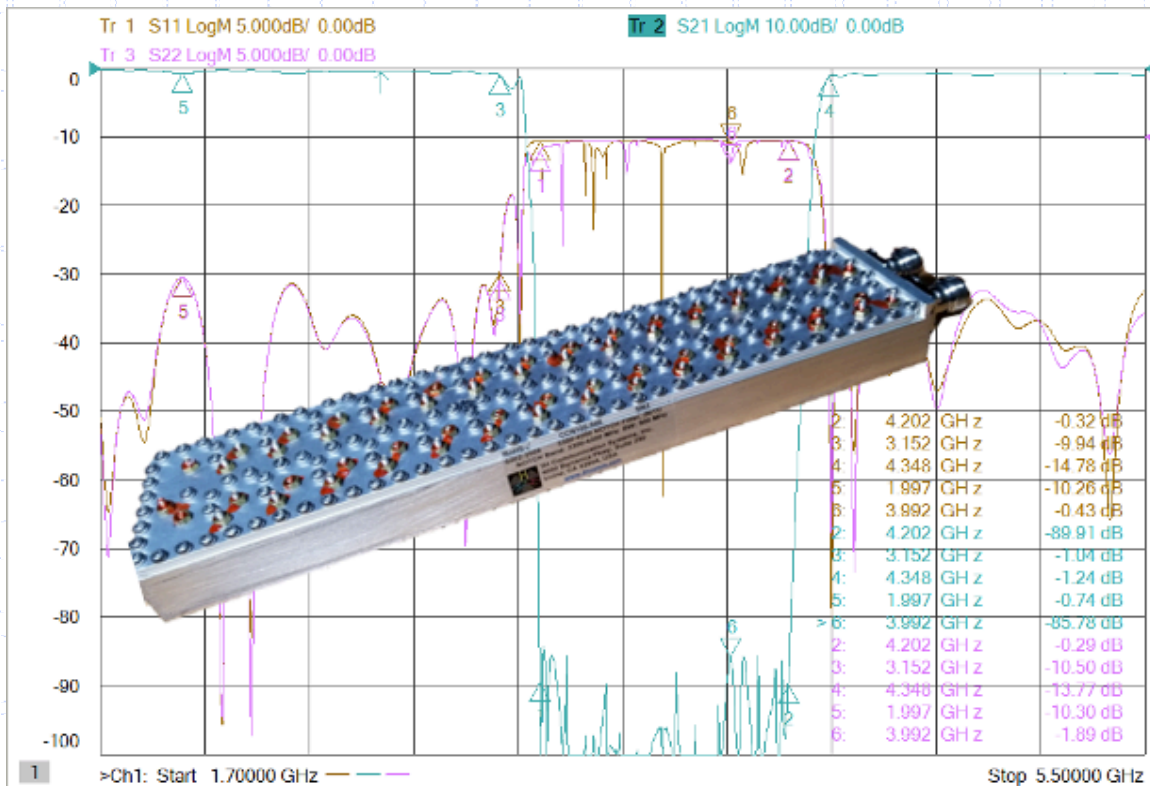 Tr 1 S11 LogM 5.000dB/ 0.00dB
Tr 2 S21 LogM 10.00dB/ 0.00dB
Tr 3 S22 LogM 5.000dB/ 0.00dB
0
-10
-20
-30
-40
-50
-60
-70
-80
-90
-100
5
3
6
4
1
2
5
6
2
2: 4.202 GHz -0.32 dB
3: 3.152 GHz -9.94 dB
4: 4.348 GHz -14.78 dB
5: 1.997 GHz -10.26 dB
6: 3.992 GHz -0.43 dB
2: 4.202 GHz -89.91 dB
3: 3.152 GHz -1.04 dB
4: 4.348 GHz -1.24 dB
5: 1.997 GHz -0.74 dB
>6: 3.992 GHz -85.78 dB
2: 4.202 GHz -0.29 dB
3: 3.152 GHz -10.50 dB
4: 4.348 GHz -13.77 dB
5: 1.997 GHz -10.30 dB
6: 3.992 GHz -1.89 dB
1
>Ch1: Start 1.70000 GHz
Stop 5.50000 GHz